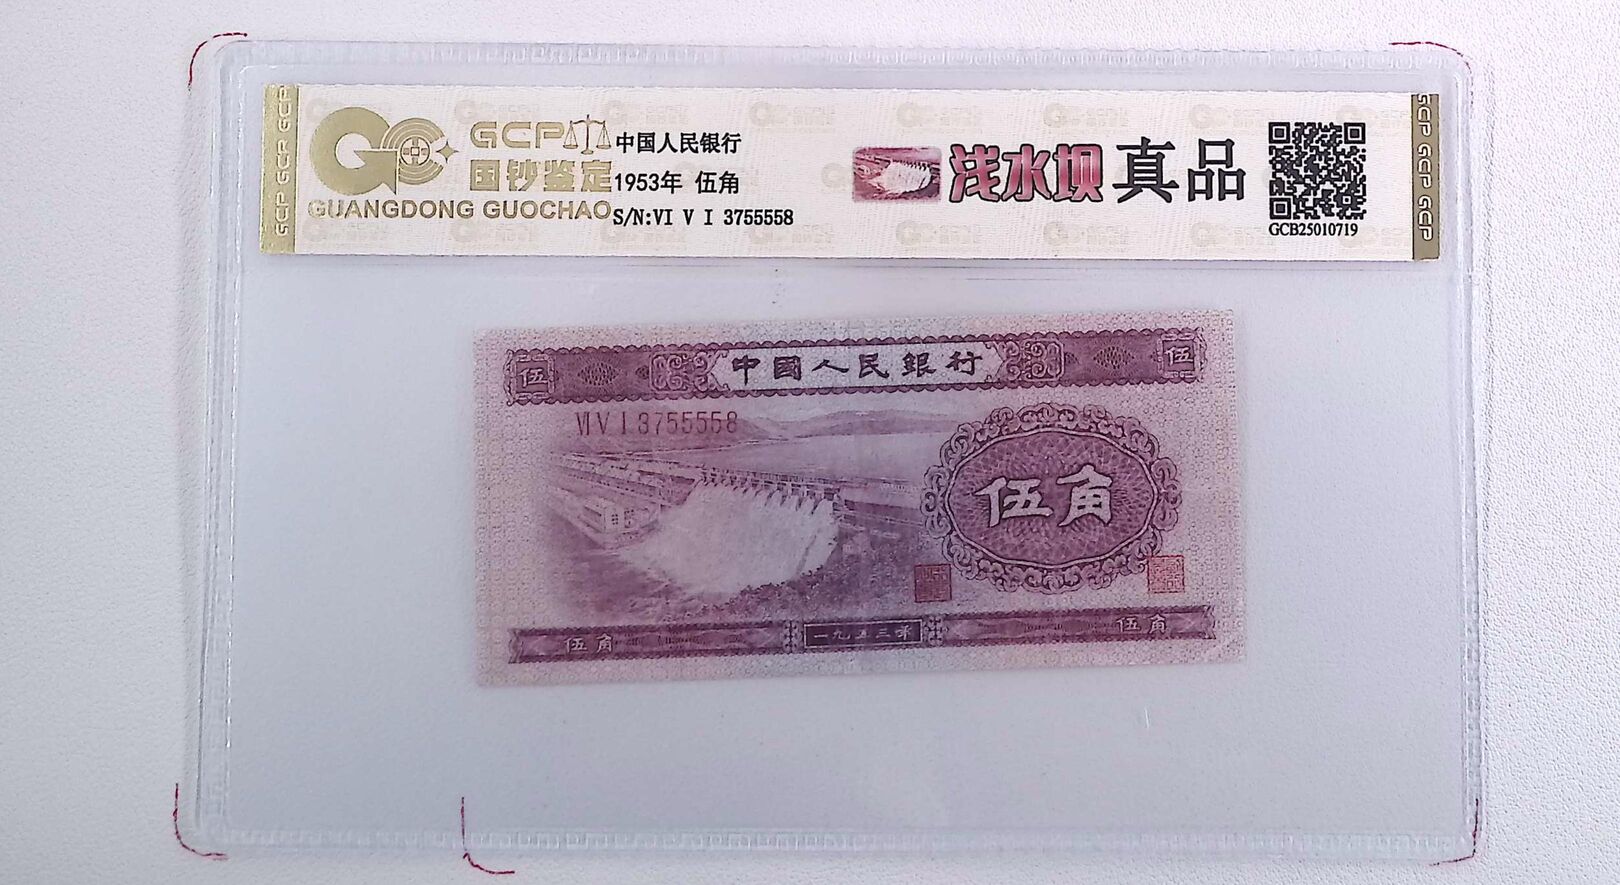 GCP GCP GCP
GCP
国钞鉴定
GUANGDONG GUOCHAO
中国人民银行
1953年 伍角
S/N:VI V I 3755558
浅水坝 真品
GCB25010719
GCP GCP GCP
伍 中國人民銀行 伍
VI V I 3755558
伍角
伍角 一九五三年 伍角